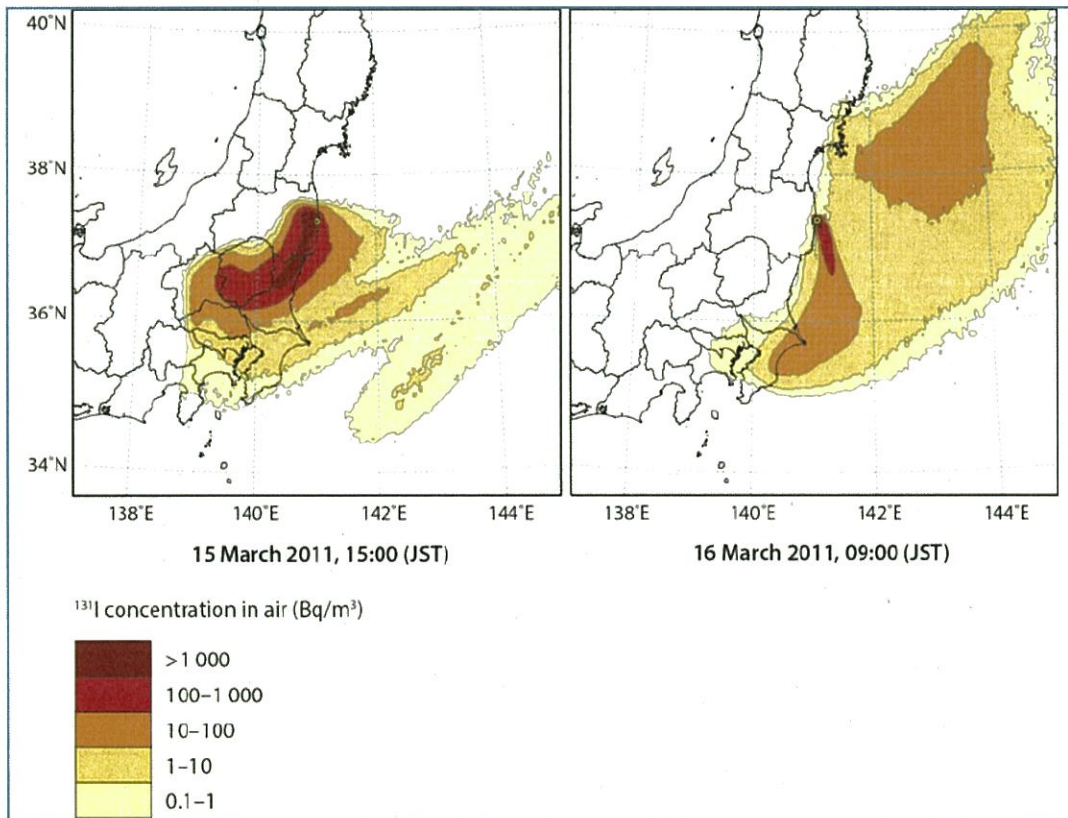 40°N
38°N
36°N
34°N
138°E 140°E 142°E 144°E 138°E 140°E 142°E 144°E
15 March 2011, 15:00 (JST) 16 March 2011, 09:00 (JST)
¹³¹I concentration in air (Bq/m³)
>1 000
100–1 000
10–100
1–10
0.1–1